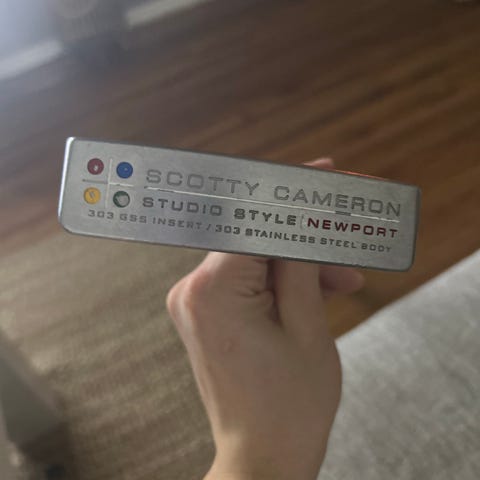 SCOTTY CAMERON
STUDIO STYLE NEWPORT
303 GSS INSERT / 303 STAINLESS STEEL BODY